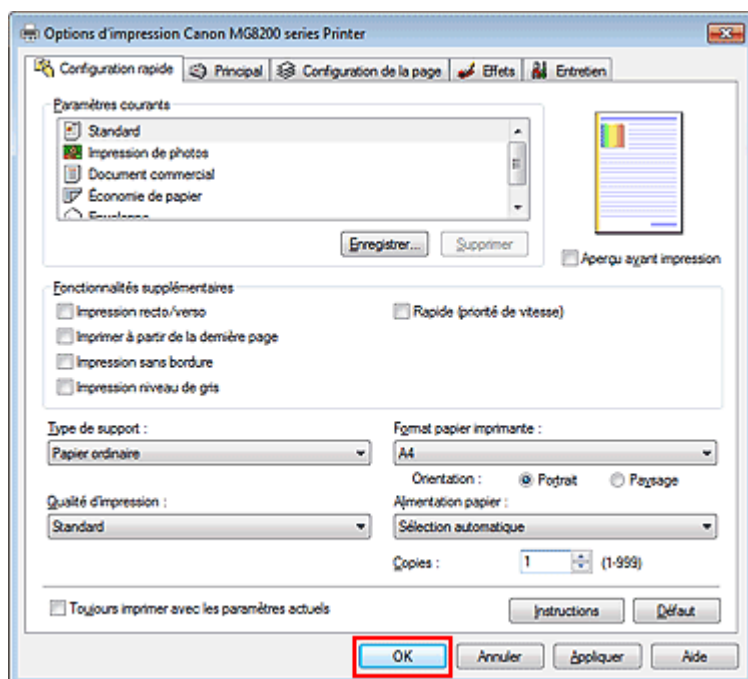 Options d'impression Canon MG8200 series Printer
Configuration rapide Principal Configuration de la page Effets Entretien
Paramètres courants
Standard
Impression de photos
Document commercial
Économie de papier
Enregistrer... Supprimer
Aperçu avant impression
Fonctionnalités supplémentaires
Impression recto/verso Rapide (priorité de vitesse)
Imprimer à partir de la dernière page
Impression sans bordure
Impression niveau de gris
Type de support : Format papier imprimante :
Papier ordinaire A4
Orientation : Portrait Paysage
Qualité d'impression : Alimentation papier :
Standard Sélection automatique
Copies : 1 (1-999)
Toujours imprimer avec les paramètres actuels Instructions Défaut
OK Annuler Appliquer Aide